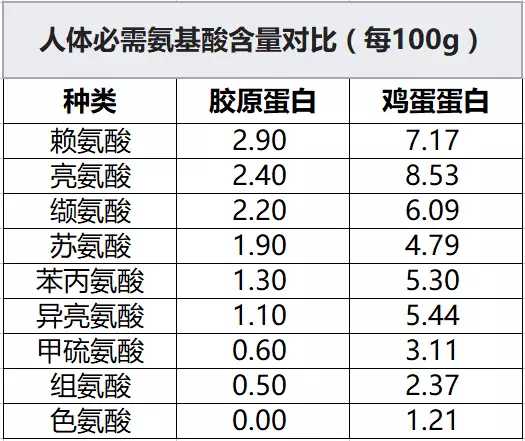 人体必需氨基酸含量对比（每100g）
种类 胶原蛋白 鸡蛋蛋白
赖氨酸 2.90 7.17
亮氨酸 2.40 8.53
缬氨酸 2.20 6.09
苏氨酸 1.90 4.79
苯丙氨酸 1.30 5.30
异亮氨酸 1.10 5.44
甲硫氨酸 0.60 3.11
组氨酸 0.50 2.37
色氨酸 0.00 1.21